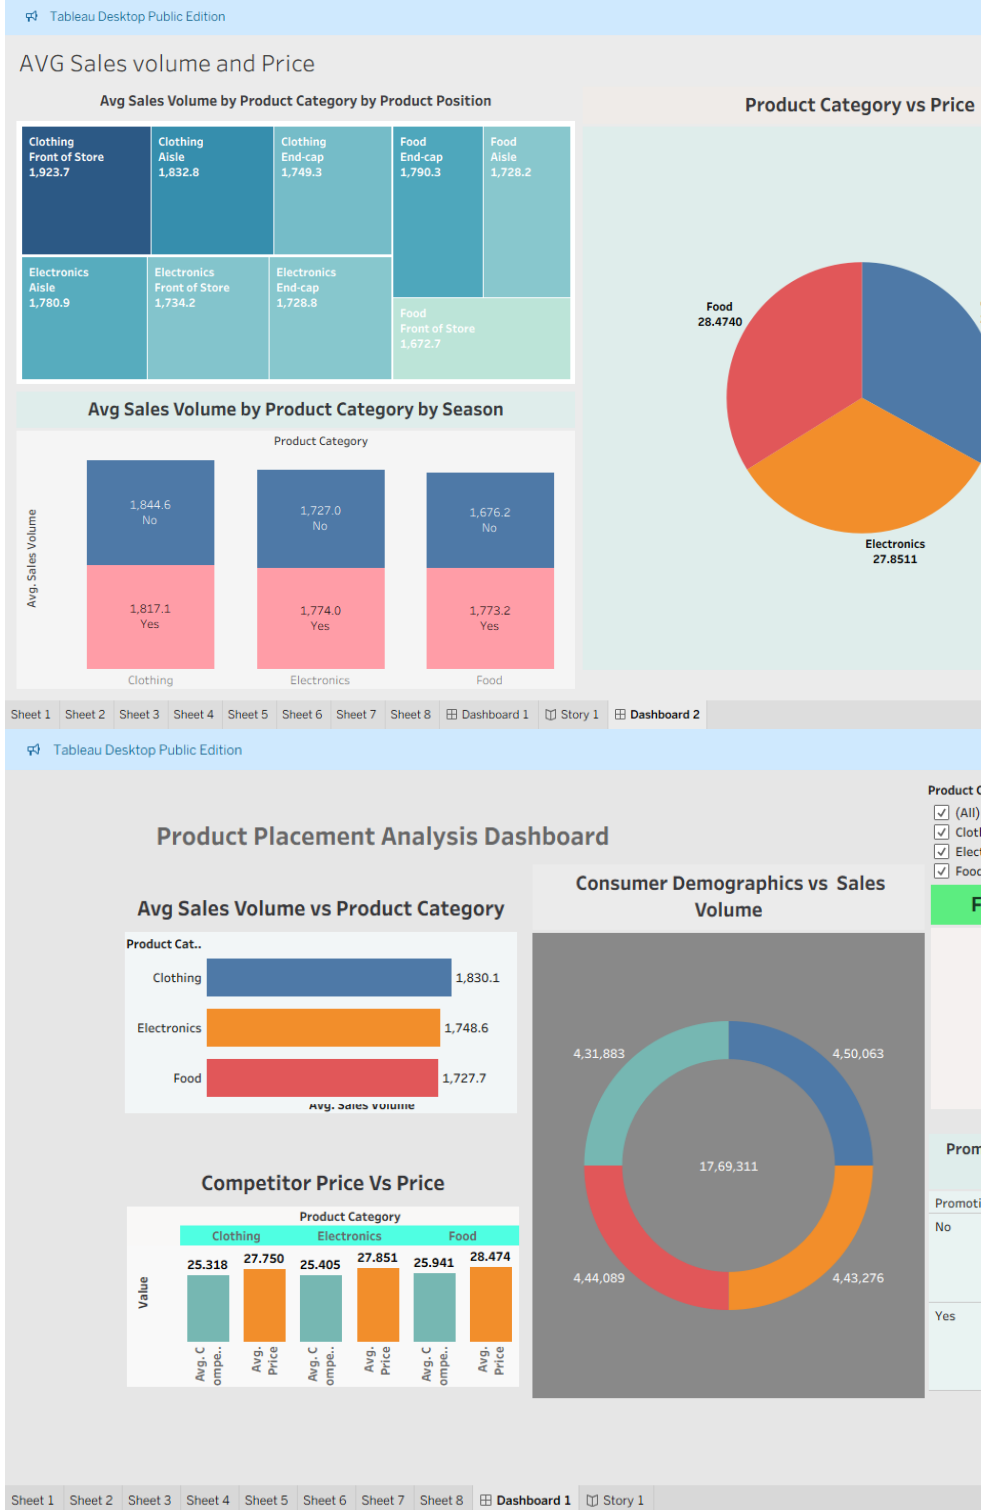 Tableau Desktop Public Edition
AVG Sales volume and Price
Avg Sales Volume by Product Category by Product Position
Product Category vs Price
Clothing
Front of Store
1,923.7
Clothing
Aisle
1,832.8
Clothing
End-cap
1,749.3
Food
End-cap
1,790.3
Food
Aisle
1,728.2
Electronics
Aisle
1,780.9
Electronics
Front of Store
1,734.2
Electronics
End-cap
1,728.8
Food
Front of Store
1,672.7
Food
28.4740
Electronics
27.8511
Avg Sales Volume by Product Category by Season
Product Category
Avg. Sales Volume
1,844.6
No
1,727.0
No
1,676.2
No
1,817.1
Yes
1,774.0
Yes
1,773.2
Yes
Clothing Electronics Food
Sheet 1 Sheet 2 Sheet 3 Sheet 4 Sheet 5 Sheet 6 Sheet 7 Sheet 8 Dashboard 1 Story 1 Dashboard 2
Tableau Desktop Public Edition
Product Placement Analysis Dashboard
Product
(All)
Food
Avg Sales Volume vs Product Category
Product Cat..
Clothing 1,830.1
Electronics 1,748.6
Food 1,727.7
Avg. Sales Volume
Consumer Demographics vs Sales
Volume
4,31,883
4,50,063
17,69,311
4,44,089
4,43,276
No
Yes
Competitor Price Vs Price
Product Category
Clothing Electronics Food
Value
25.318 27.750 25.405 27.851 25.941 28.474
Avg. C
ompe..
Avg.
Price
Avg. C
ompe..
Avg.
Price
Avg. C
ompe..
Avg.
Price
Sheet 1 Sheet 2 Sheet 3 Sheet 4 Sheet 5 Sheet 6 Sheet 7 Sheet 8 Dashboard 1 Story 1